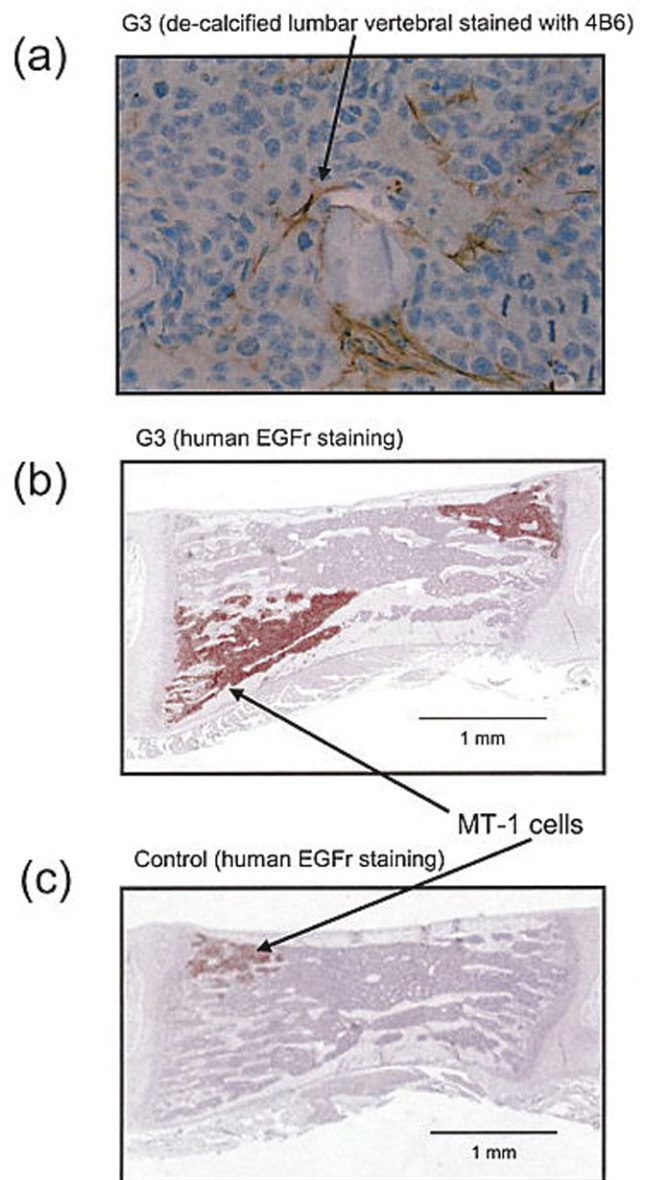 G3 (de-calcified lumbar vertebral stained with 4B6)
(a)
G3 (human EGFr staining)
(b)
1 mm
MT-1 cells
Control (human EGFr staining)
(c)
1 mm